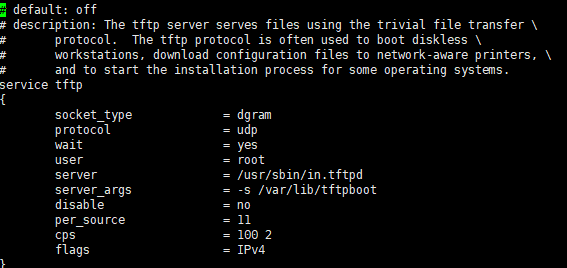 # default: off
# description: The tftp server serves files using the trivial file transfer \
#       protocol.  The tftp protocol is often used to boot diskless \
#       workstations, download configuration files to network-aware printers, \
#       and to start the installation process for some operating systems.
service tftp
{
        socket_type             = dgram
        protocol                = udp
        wait                    = yes
        user                    = root
        server                  = /usr/sbin/in.tftpd
        server_args             = -s /var/lib/tftpboot
        disable                 = no
        per_source              = 11
        cps                     = 100 2
        flags                   = IPv4
}